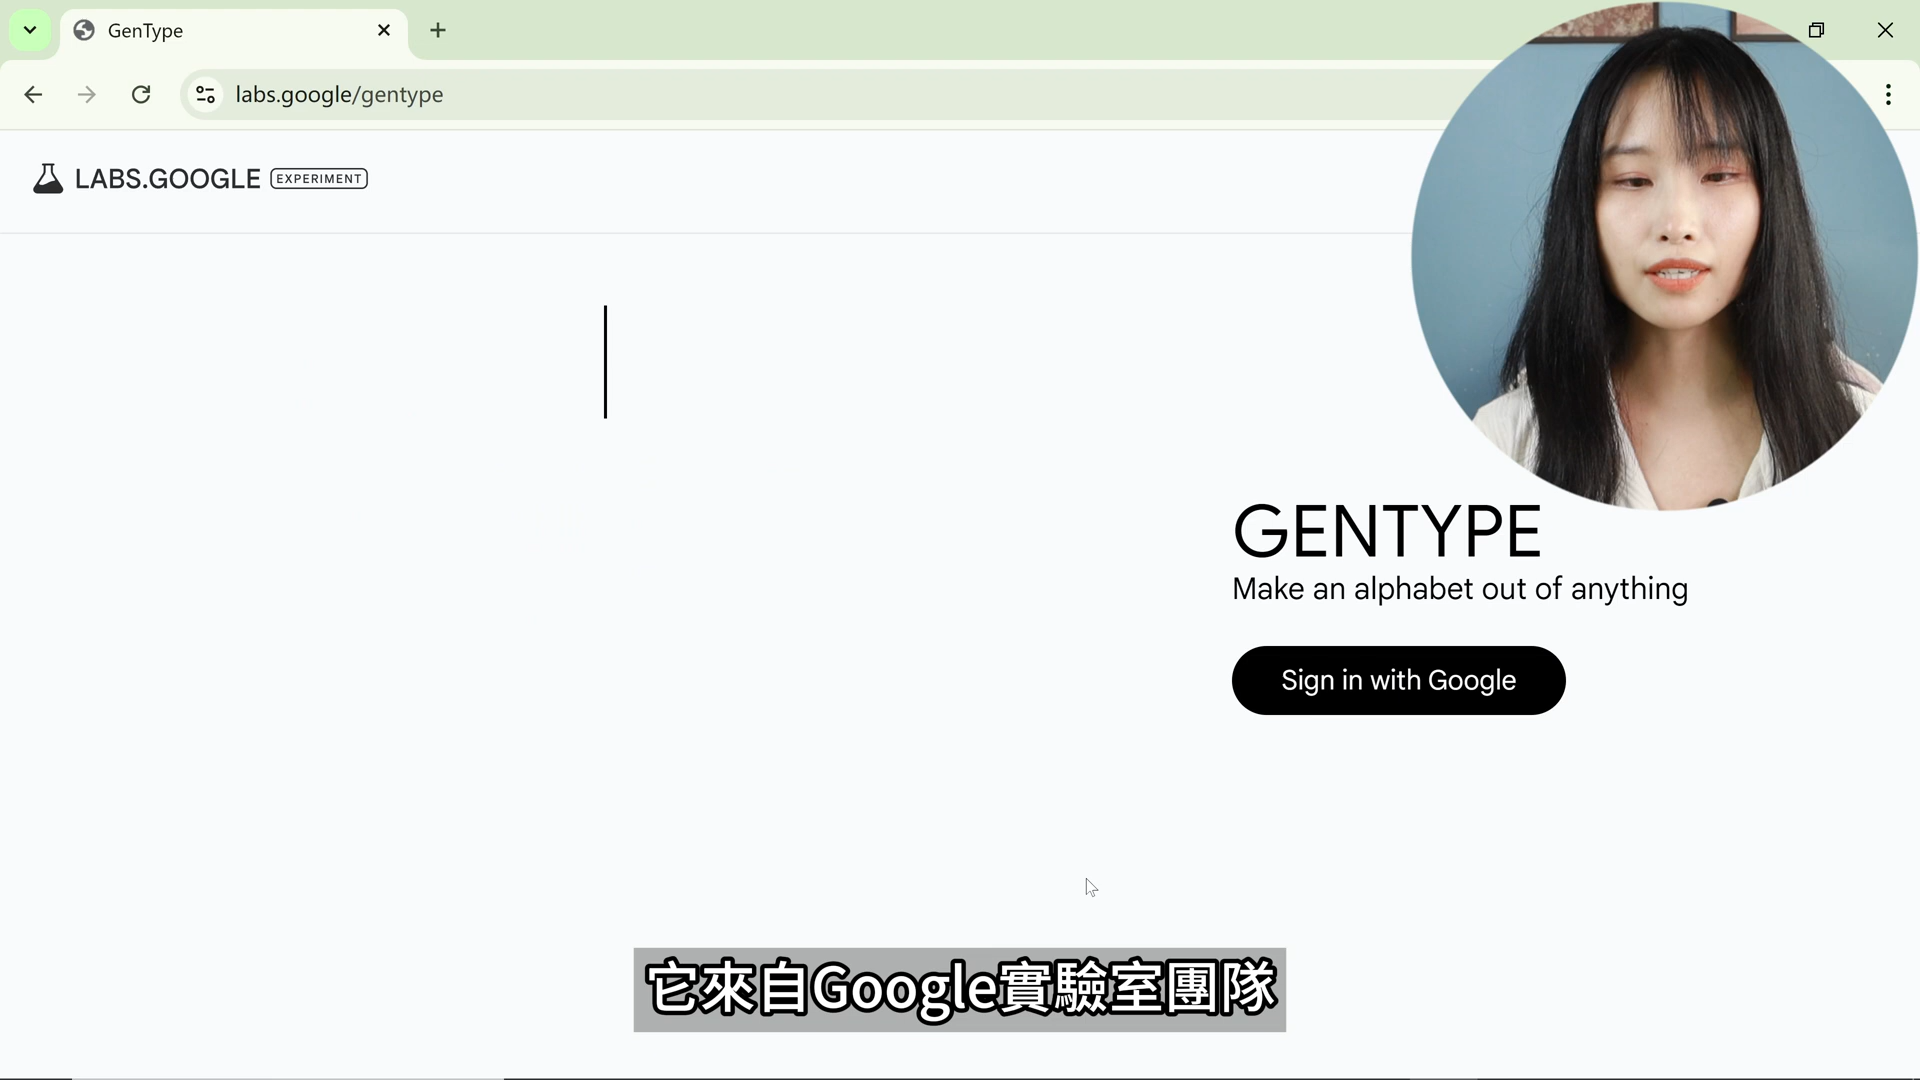 GenType
labs.google/gentype
LABS.GOOGLE EXPERIMENT
GENTYPE
Make an alphabet out of anything
Sign in with Google
它來自Google實驗室團隊